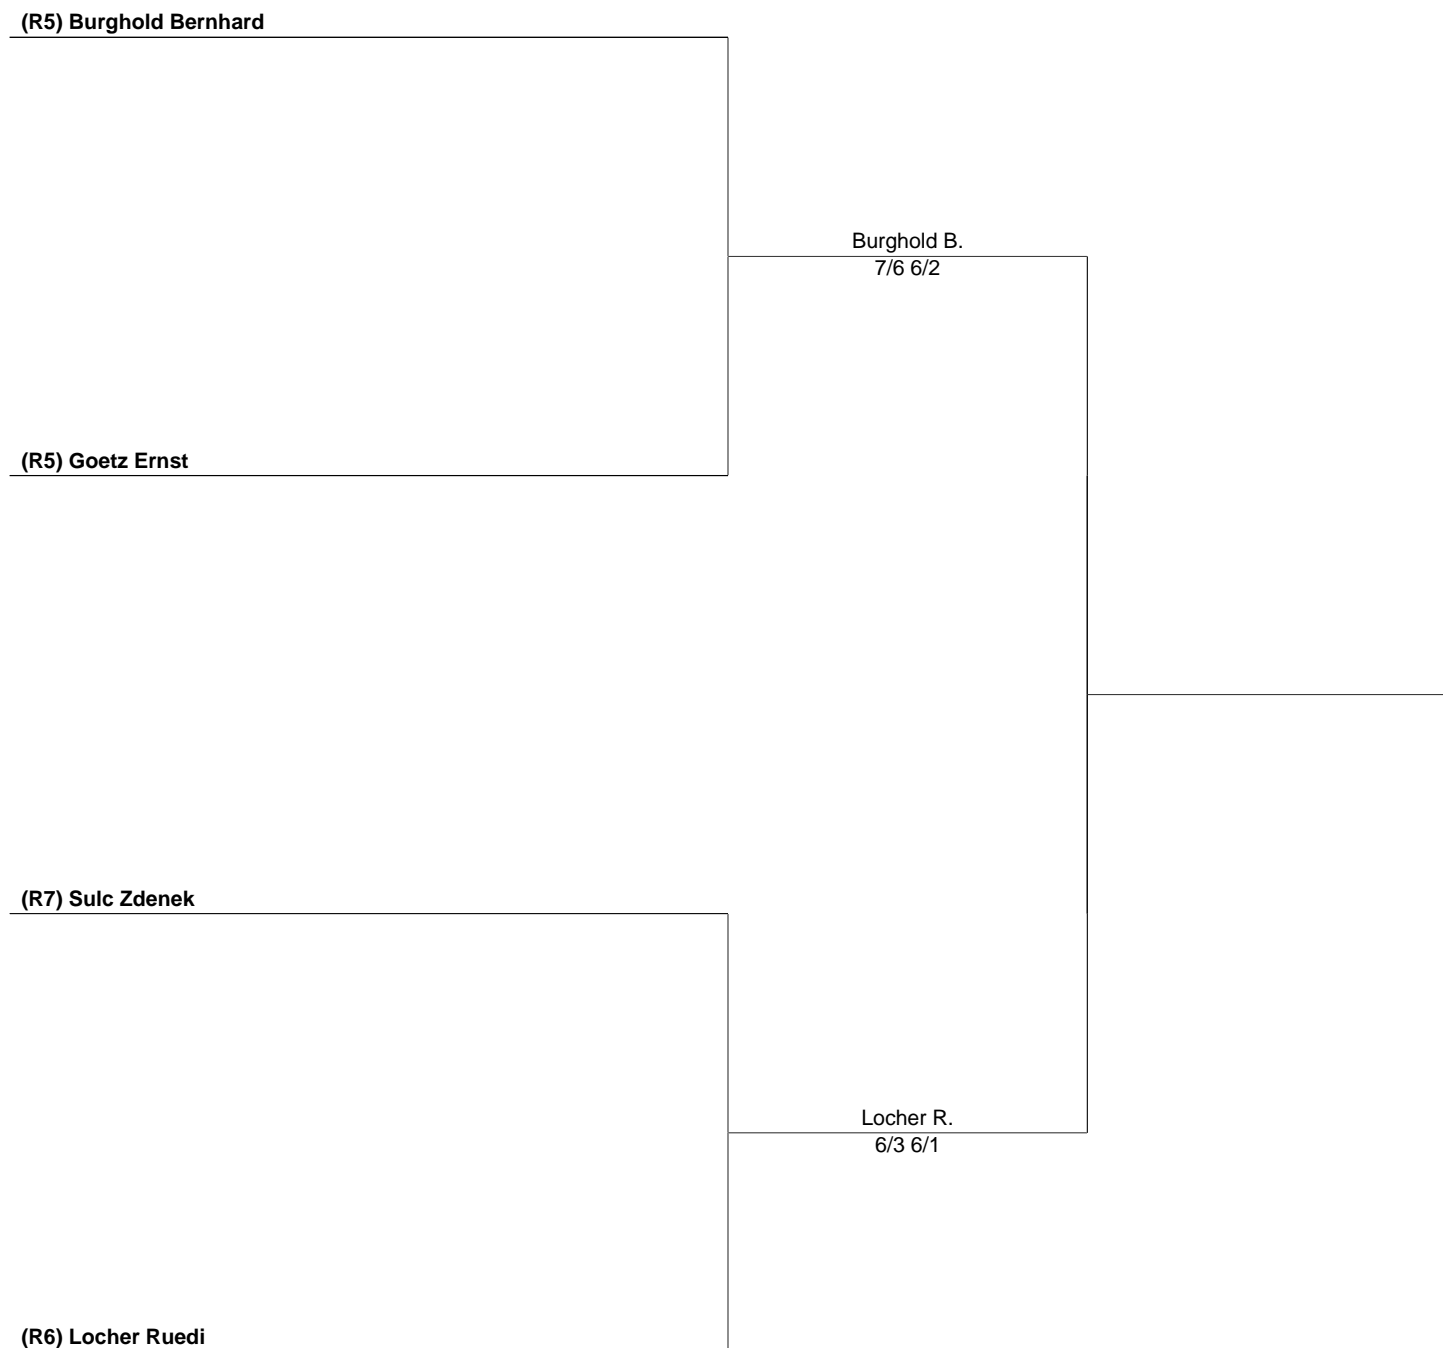 (R5) Burghold Bernhard
Burghold B.
7/6 6/2
(R5) Goetz Ernst
(R7) Sulc Zdenek
Locher R.
6/3 6/1
(R6) Locher Ruedi